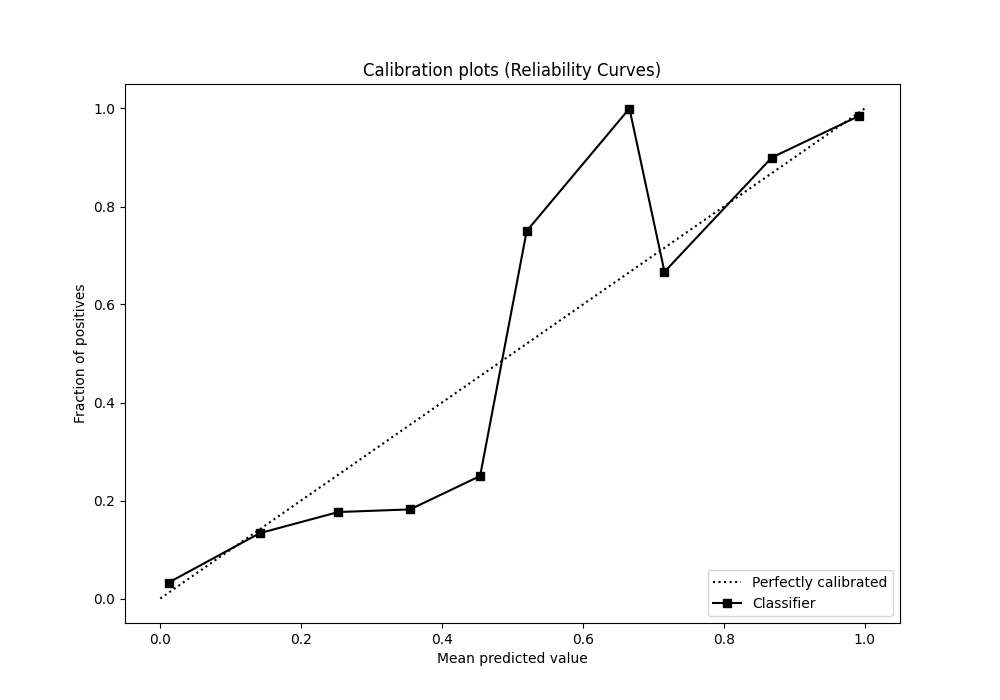 Calibration plots (Reliability Curves)
1.0
0.8
0.6
0.4
0.2
0.0
Fraction of positives
0.0 0.2 0.4 0.6 0.8 1.0
Mean predicted value
Perfectly calibrated
Classifier